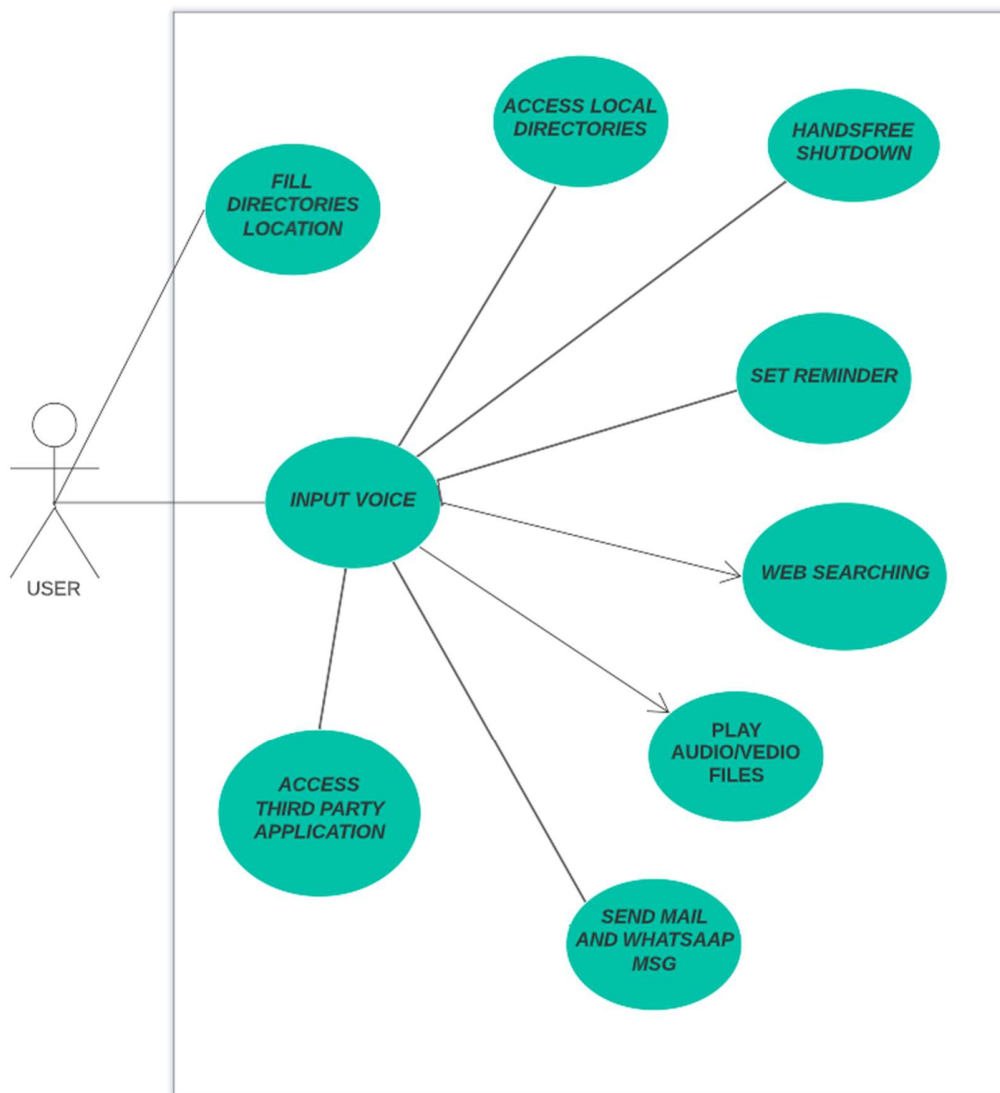 ACCESS LOCAL
DIRECTORIES
HANDSFREE
SHUTDOWN
FILL
DIRECTORIES
LOCATION
SET REMINDER
INPUT VOICE
WEB SEARCHING
USER
PLAY
AUDIO/VEDIO
FILES
ACCESS
THIRD PARTY
APPLICATION
SEND MAIL
AND WHATSAAP
MSG